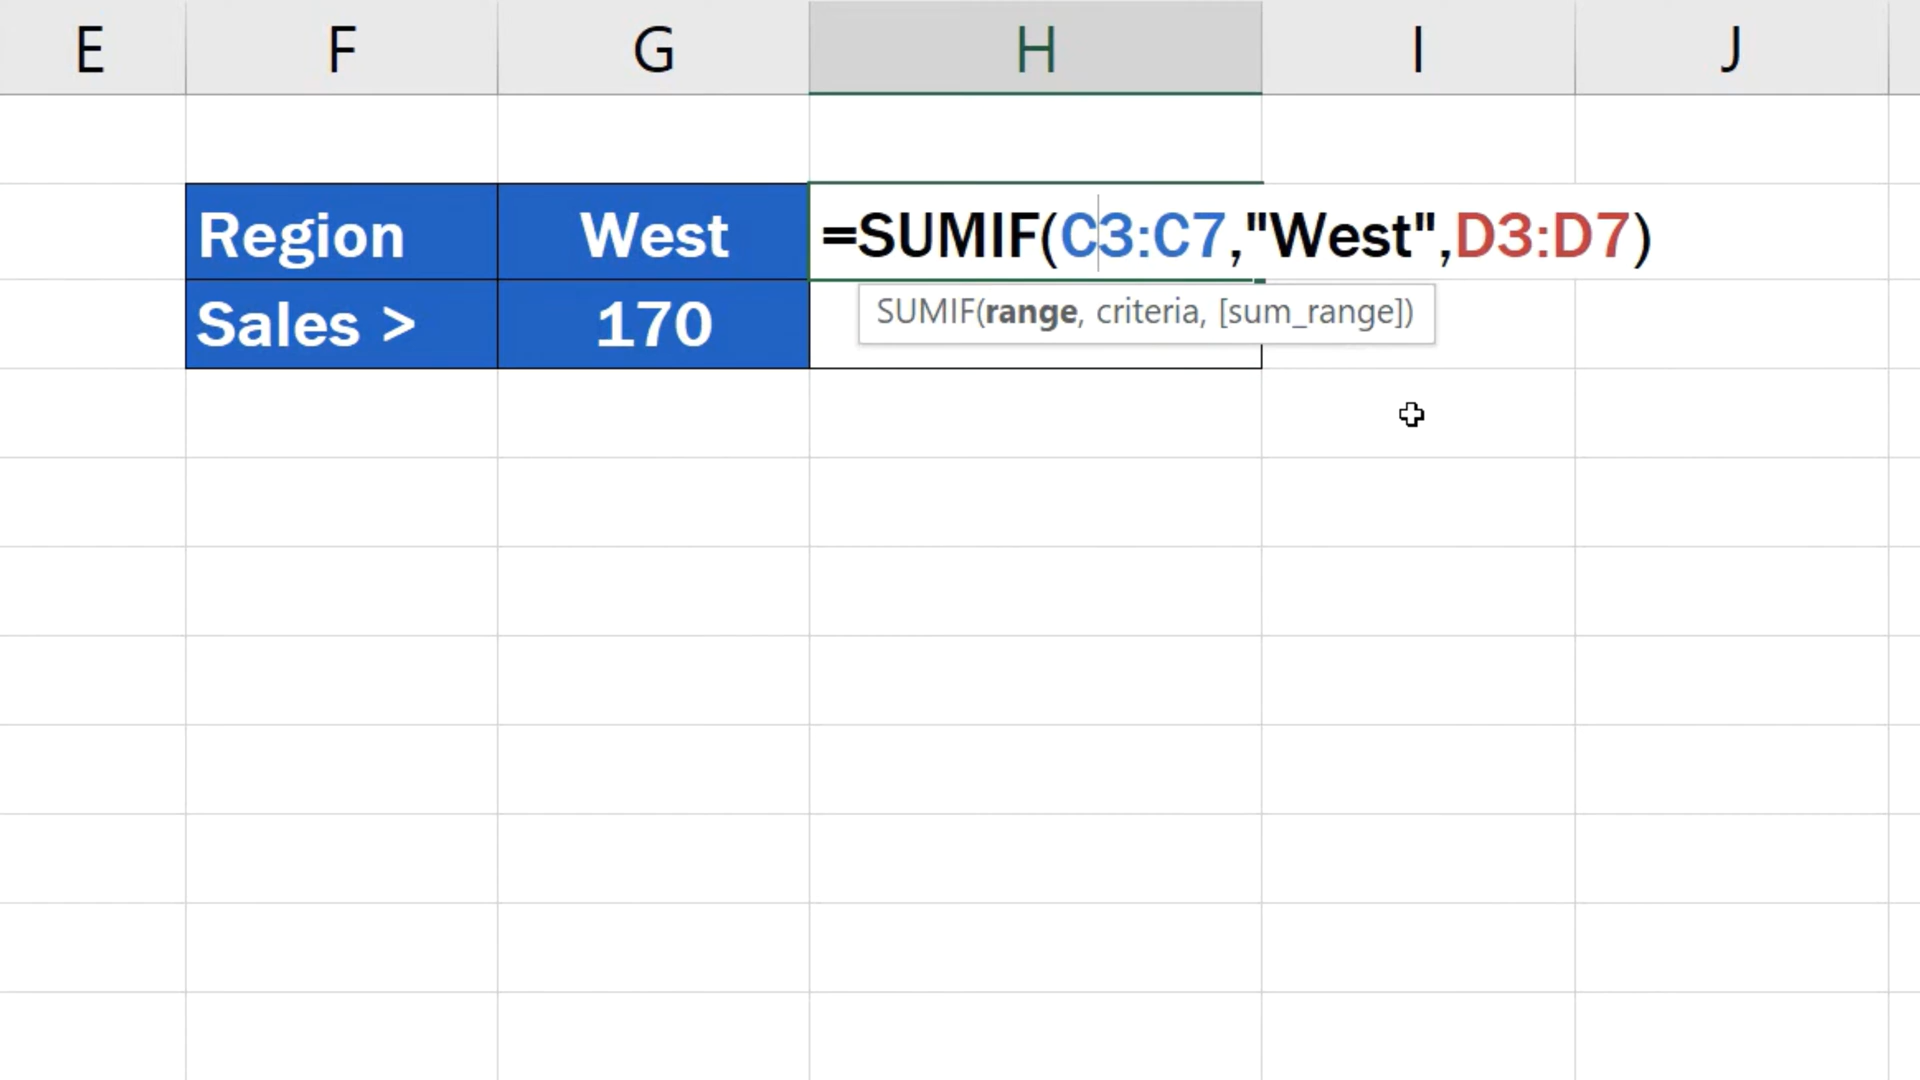 E F G H I J
Region West =SUMIF(C3:C7,"West",D3:D7)
SUMIF(range, criteria, [sum_range])
Sales > 170